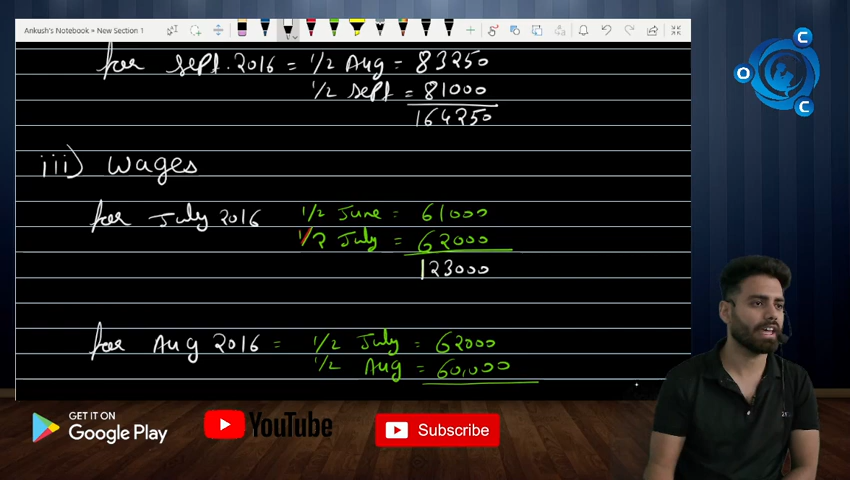 Ankush's Notebook » New Section 1
for Sept. 2016 = 1/2 Aug = 83250
1/2 Sept = 81000
164250
iii) Wages
for July 2016 1/2 June = 61000
1/2 July = 62000
123000
for Aug 2016 = 1/2 July = 62000
1/2 Aug = 60,000
GET IT ON
Google Play
YouTube
Subscribe
O C C